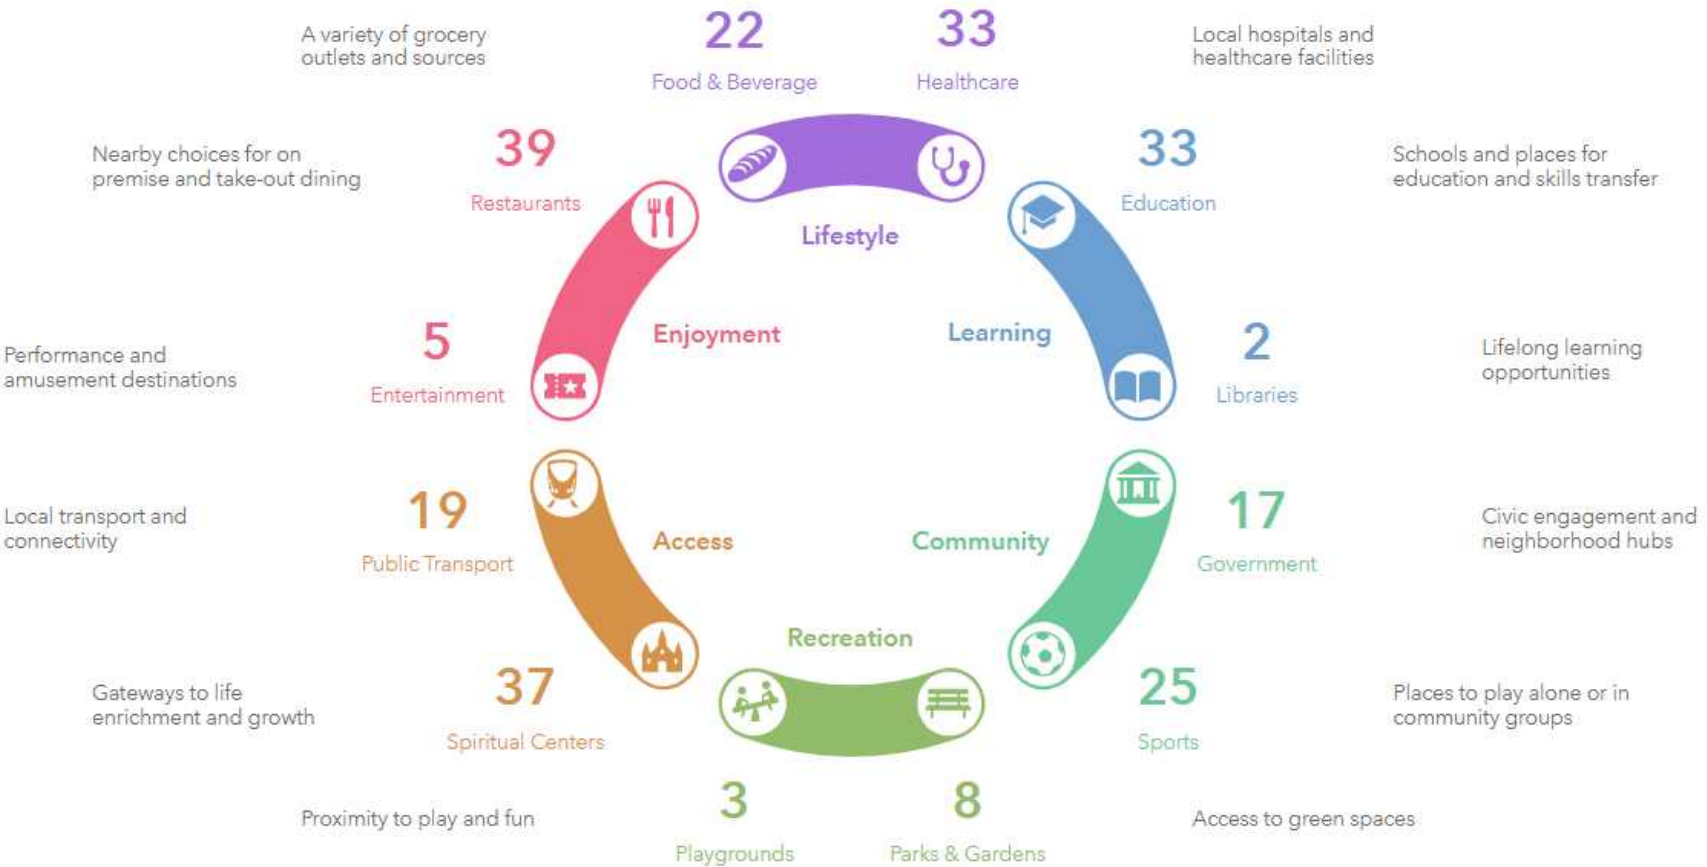 A variety of grocery
outlets and sources
22
Food & Beverage
33
Healthcare
Local hospitals and
healthcare facilities
Nearby choices for on
premise and take-out dining
39
Restaurants
Lifestyle
33
Education
Schools and places for
education and skills transfer
Performance and
amusement destinations
5
Entertainment
Enjoyment
Learning
2
Libraries
Lifelong learning
opportunities
Local transport and
connectivity
19
Public Transport
Access
Community
17
Government
Civic engagement and
neighborhood hubs
Gateways to life
enrichment and growth
37
Spiritual Centers
Recreation
25
Sports
Places to play alone or in
community groups
Proximity to play and fun
3
Playgrounds
8
Parks & Gardens
Access to green spaces